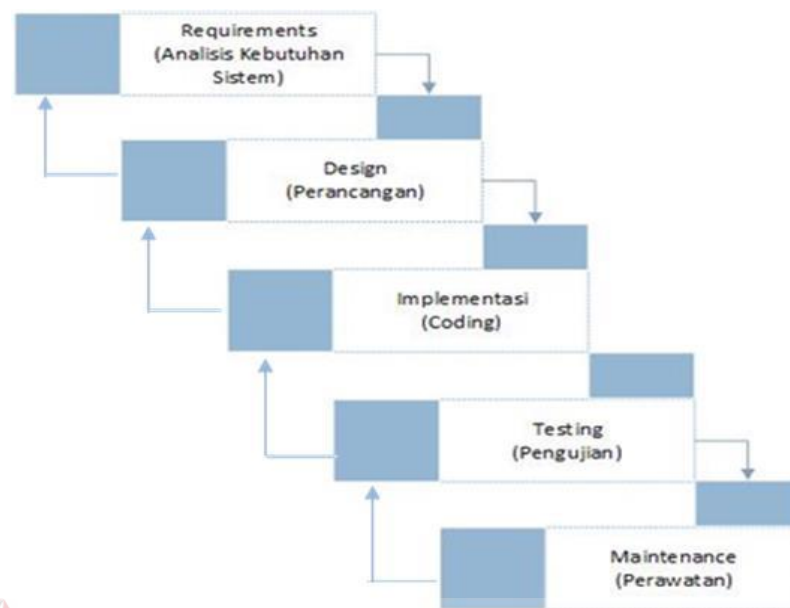 Requirements
(Analisis Kebutuhan
Sistem)
Design
(Perancangan)
Implementasi
(Coding)
Testing
(Pengujian)
Maintenance
(Perawatan)